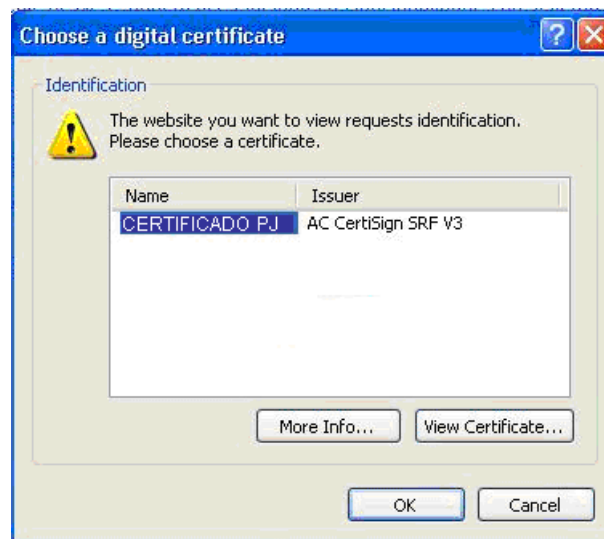 Choose a digital certificate
Identification
The website you want to view requests identification.
Please choose a certificate.
Name Issuer
CERTIFICADO PJ AC CertiSign SRF V3
More Info... View Certificate...
OK Cancel